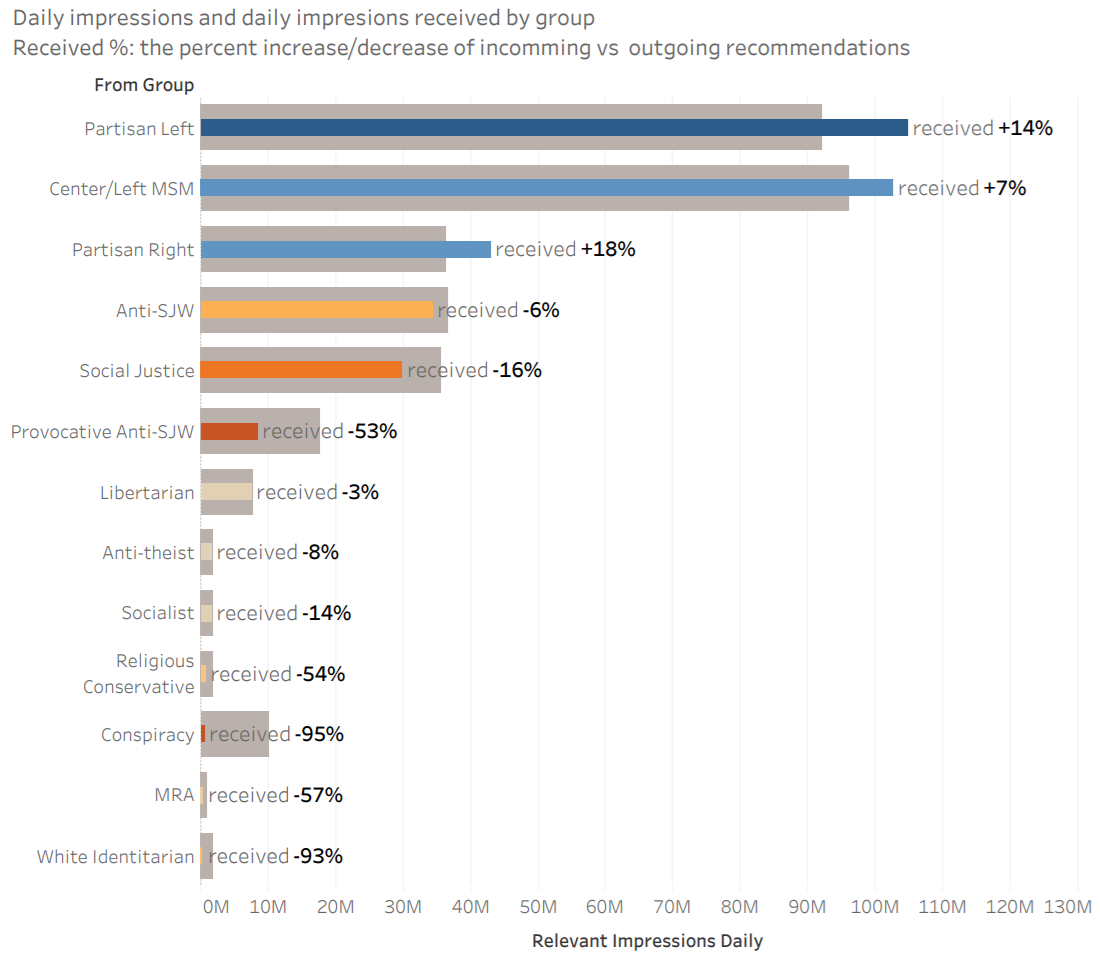 Daily impressions and daily impresions received by group
Received %: the percent increase/decrease of incomming vs  outgoing recommendations
From Group
Partisan Left received +14%
Center/Left MSM received +7%
Partisan Right received +18%
Anti-SJW received -6%
Social Justice received -16%
Provocative Anti-SJW received -53%
Libertarian received -3%
Anti-theist received -8%
Socialist received -14%
Religious
Conservative received -54%
Conspiracy received -95%
MRA received -57%
White Identitarian received -93%
0M 10M 20M 30M 40M 50M 60M 70M 80M 90M 100M 110M 120M 130M
Relevant Impressions Daily